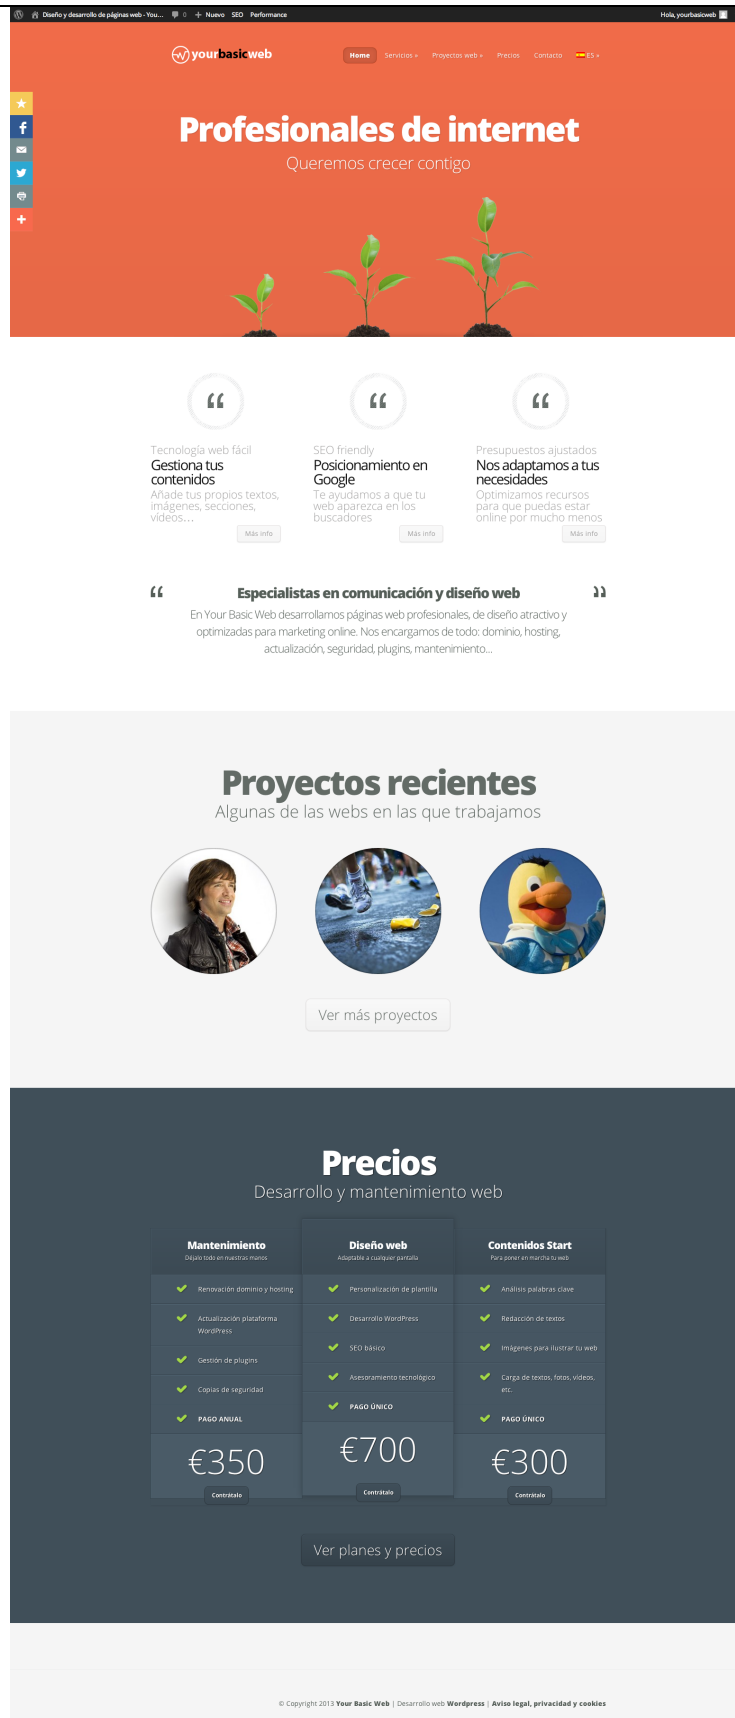 Diseño y desarrollo de páginas web - You... 0 Nuevo SEO Performance Hola, yourbasicweb
yourbasicweb Home Servicios » Proyectos web » Precios Contacto ES »
Profesionales de internet
Queremos crecer contigo
Tecnología web fácil
Gestiona tus
contenidos
Añade tus propios textos,
imágenes, secciones,
vídeos...
Más info
SEO friendly
Posicionamiento en
Google
Te ayudamos a que tu
web aparezca en los
buscadores
Más info
Presupuestos ajustados
Nos adaptamos a tus
necesidades
Optimizamos recursos
para que puedas estar
online por mucho menos
Más info
“ Especialistas en comunicación y diseño web ”
En Your Basic Web desarrollamos páginas web profesionales, de diseño atractivo y
optimizadas para marketing online. Nos encargamos de todo: dominio, hosting,
actualización, seguridad, plugins, mantenimiento...
Proyectos recientes
Algunas de las webs en las que trabajamos
Ver más proyectos
Precios
Desarrollo y mantenimiento web
Mantenimiento
Déjalo todo en nuestras manos
Renovación dominio y hosting
Actualización plataforma
WordPress
Gestión de plugins
Copias de seguridad
PAGO ANUAL
€350
Contrátalo
Diseño web
Adaptable a cualquier pantalla
Personalización de plantilla
Desarrollo WordPress
SEO básico
Asesoramiento tecnológico
PAGO ÚNICO
€700
Contrátalo
Contenidos Start
Para poner en marcha tu web
Análisis palabras clave
Redacción de textos
Imágenes para ilustrar tu web
Carga de textos, fotos, vídeos,
etc.
PAGO ÚNICO
€300
Contrátalo
Ver planes y precios
© Copyright 2013 Your Basic Web | Desarrollo web Wordpress | Aviso legal, privacidad y cookies